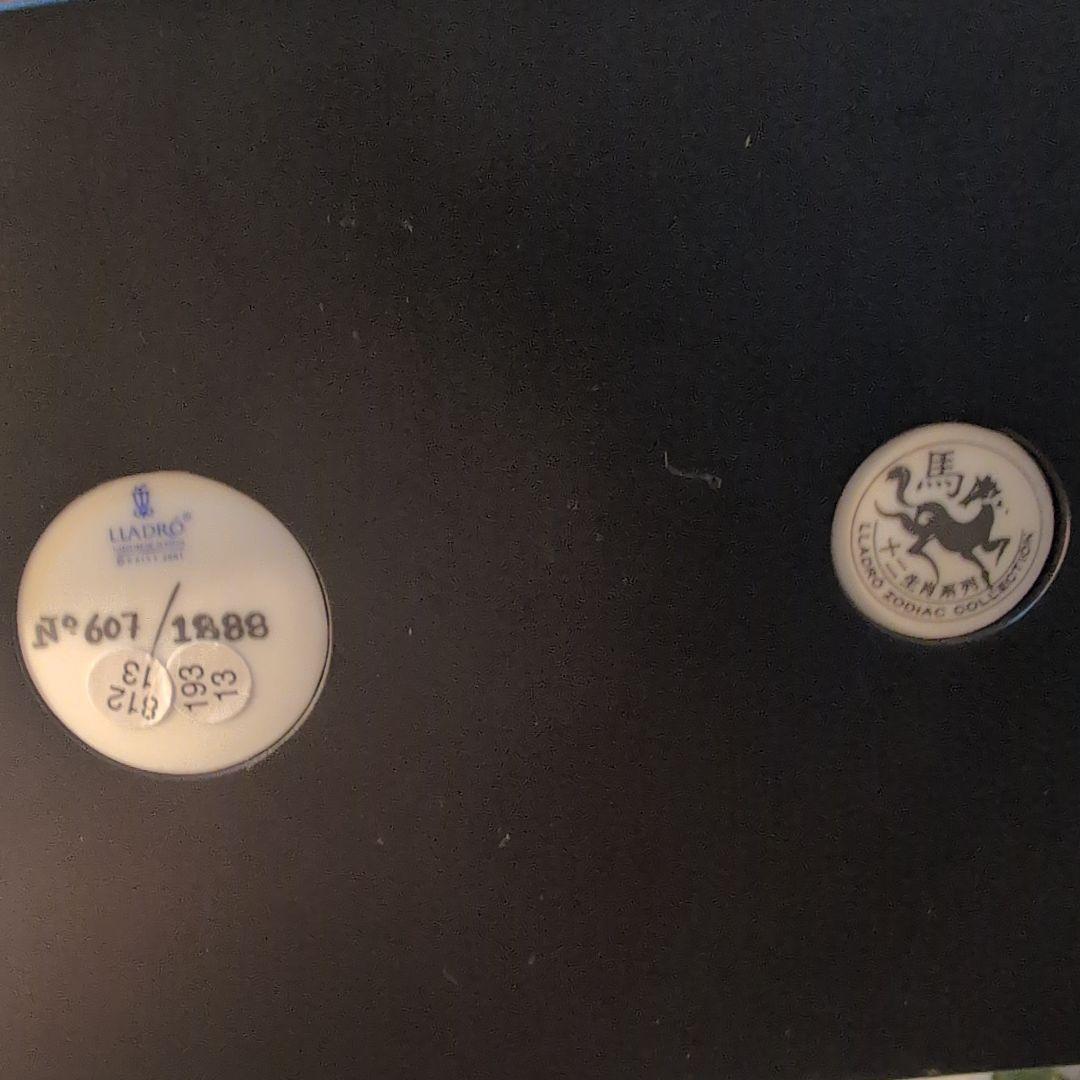 LLADRÓ®
Nº 607/1888
812
13
193
13
馬
十二生肖系列
LLADRÓ ZODIAC COLLECTION